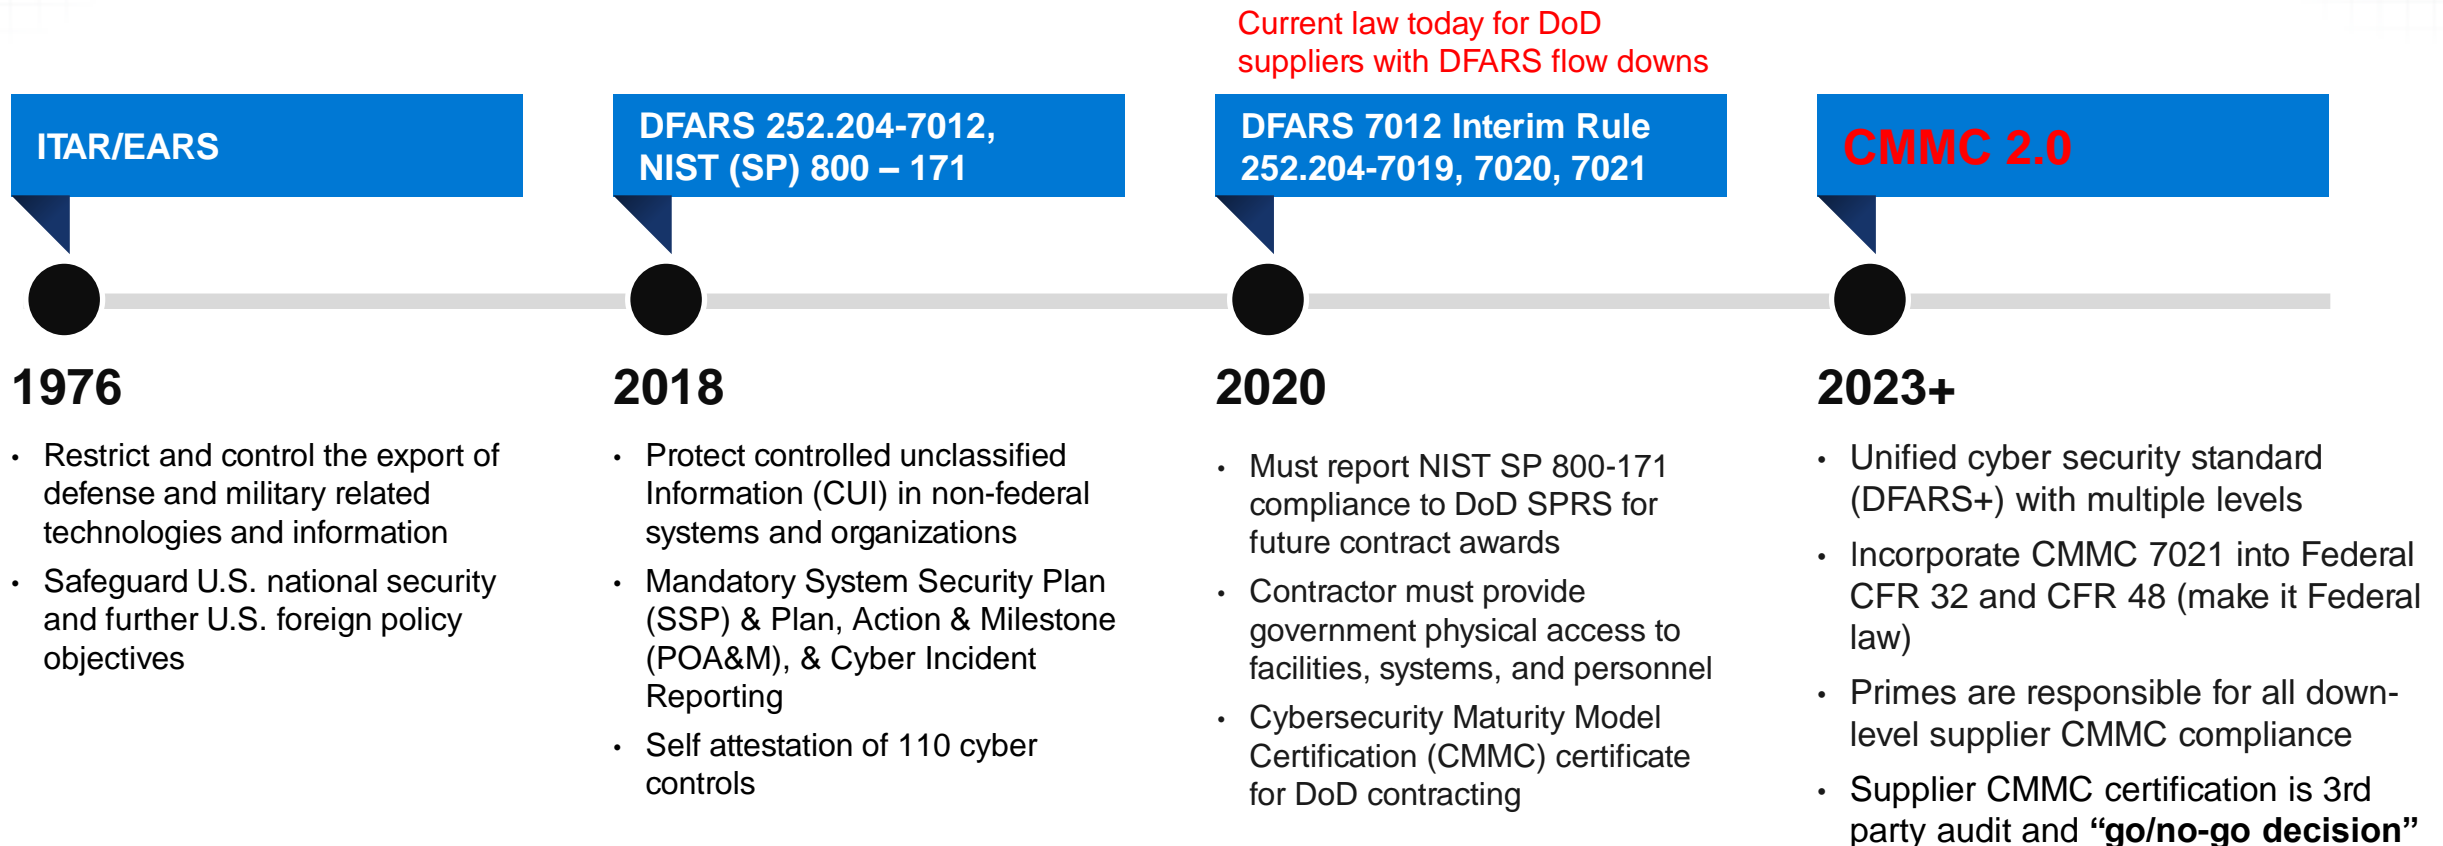 Current law today for DoD
suppliers with DFARS flow downs
ITAR/EARS
DFARS 252.204-7012,
NIST (SP) 800 – 171
DFARS 7012 Interim Rule
252.204-7019, 7020, 7021
CMMC 2.0
1976
• Restrict and control the export of
defense and military related
technologies and information
• Safeguard U.S. national security
and further U.S. foreign policy
objectives
2018
• Protect controlled unclassified
Information (CUI) in non-federal
systems and organizations
• Mandatory System Security Plan
(SSP) & Plan, Action & Milestone
(POA&M), & Cyber Incident
Reporting
• Self attestation of 110 cyber
controls
2020
• Must report NIST SP 800-171
compliance to DoD SPRS for
future contract awards
• Contractor must provide
government physical access to
facilities, systems, and personnel
• Cybersecurity Maturity Model
Certification (CMMC) certificate
for DoD contracting
2023+
• Unified cyber security standard
(DFARS+) with multiple levels
• Incorporate CMMC 7021 into Federal
CFR 32 and CFR 48 (make it Federal
law)
• Primes are responsible for all down-
level supplier CMMC compliance
• Supplier CMMC certification is 3rd
party audit and “go/no-go decision”